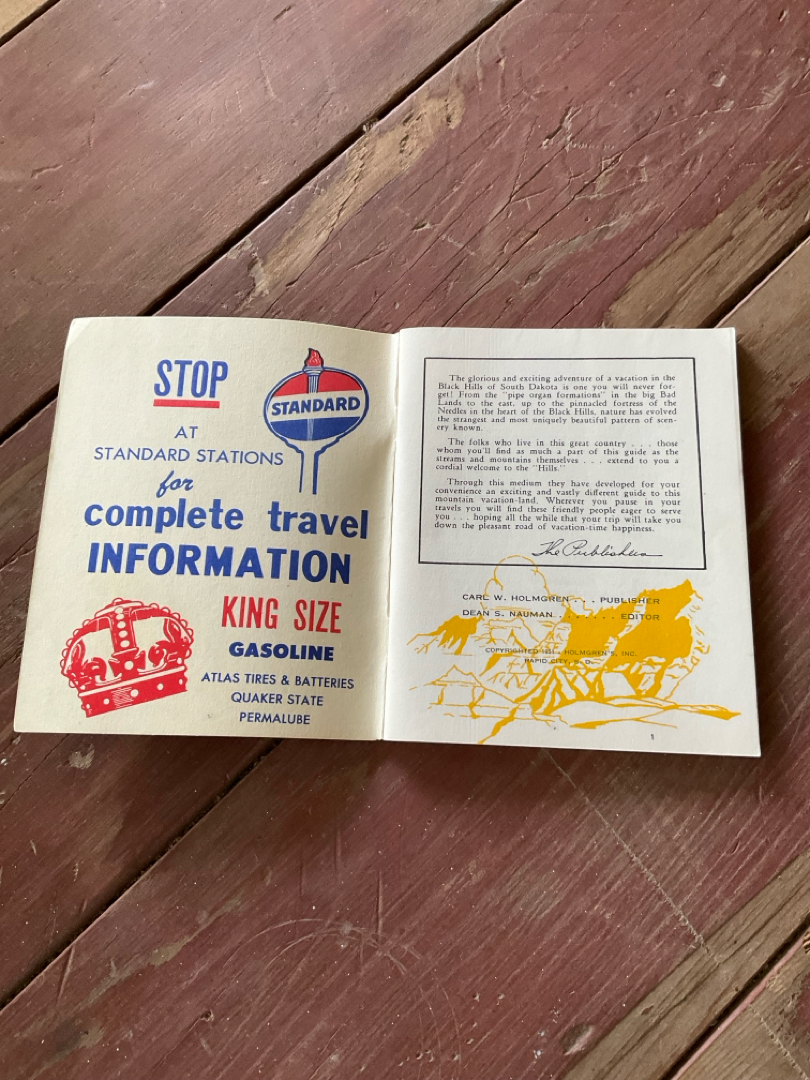 STOP
STANDARD
AT
STANDARD STATIONS
for
complete travel
INFORMATION
KING SIZE
GASOLINE
ATLAS TIRES & BATTERIES
QUAKER STATE
PERMALUBE
The glorious and exciting adventure of a vacation in the
Black Hills of South Dakota is one you will never for-
get! From the "pipe organ formations" in the big Bad
Lands to the east, up to the pinnacled fortress of the
Needles in the heart of the Black Hills, nature has evolved
the strangest and most uniquely beautiful pattern of scen-
ery known.
The folks who live in this great country . . . those
whom you'll find as much a part of this guide as the
streams and mountains themselves . . . extend to you a
cordial welcome to the "Hills."
Through this medium they have developed for your
convenience an exciting and vastly different guide to this
mountain vacation-land. Wherever you pause in your
travels you will find these friendly people eager to serve
you . . . hoping all the while that your trip will take you
down the pleasant road of vacation-time happiness.
The Publishers
CARL W. HOLMGREN . . . PUBLISHER
DEAN S. NAUMAN . . . . . . . . EDITOR
COPYRIGHTED HOLMGREN'S, INC.
RAPID CITY, S. D.
1